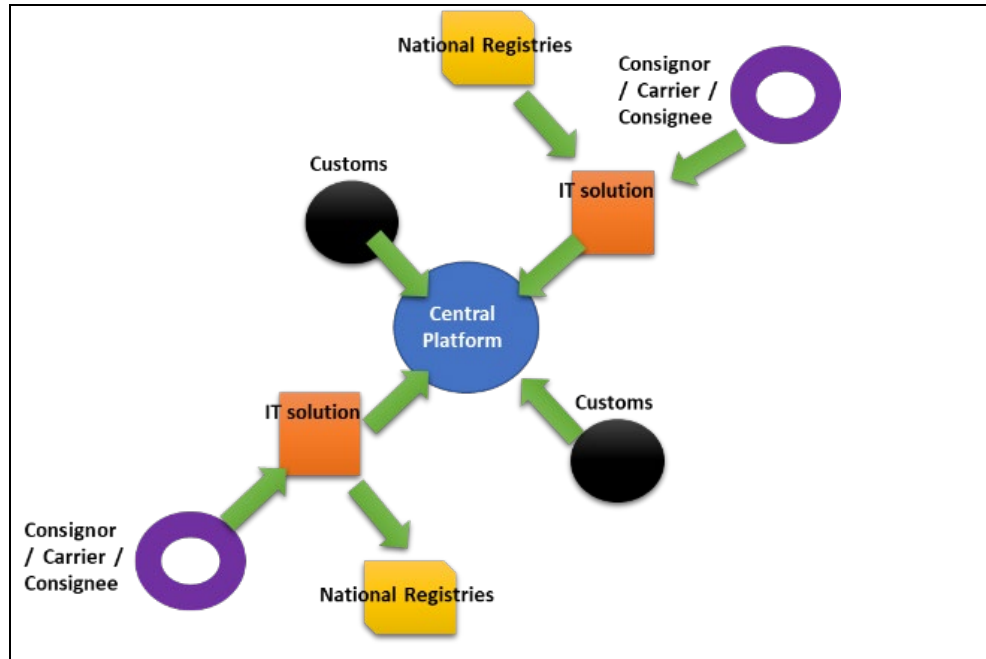 National Registries
Consignor
/ Carrier /
Consignee
Customs
IT solution
Central
Platform
IT solution
Customs
Consignor
/ Carrier /
Consignee
National Registries